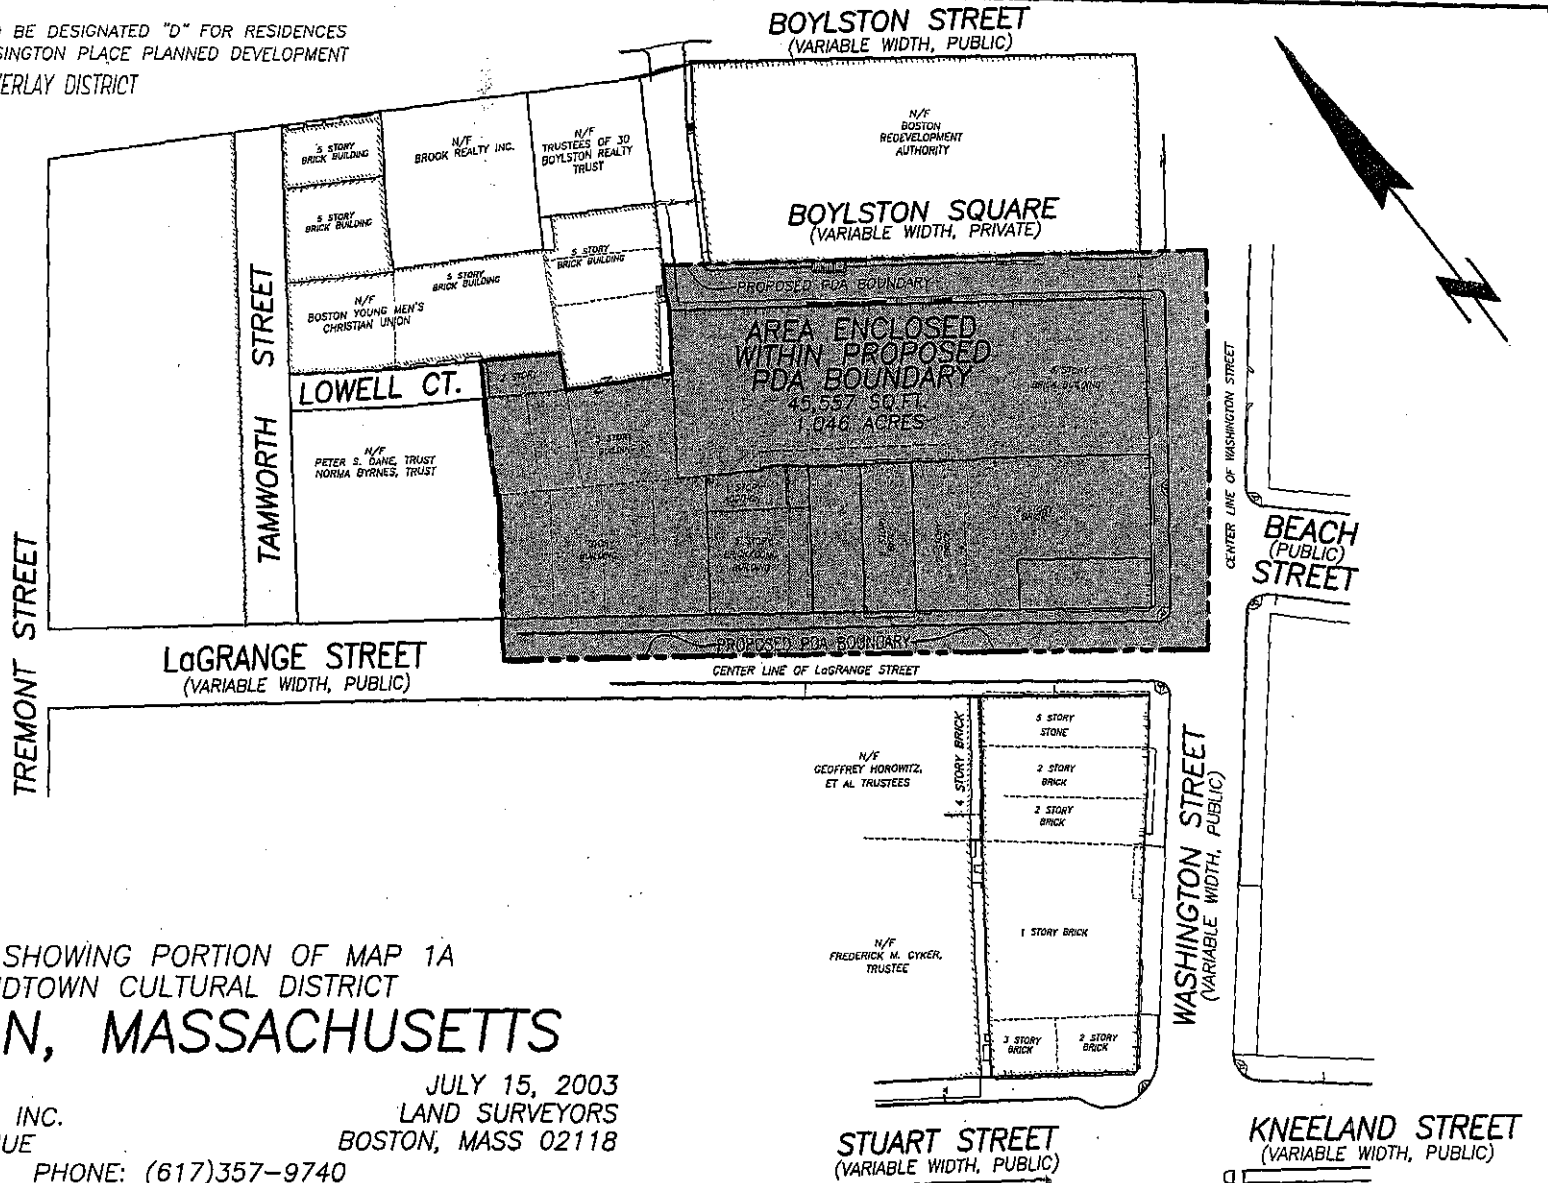 BE DESIGNATED "D" FOR RESIDENCES
INGTON PLACE PLANNED DEVELOPMENT
ERLAY DISTRICT
BOYLSTON STREET
(VARIABLE WIDTH, PUBLIC)
5 STORY
BRICK BUILDING
N/F
BROOK REALTY INC.
N/F
TRUSTEES OF 30
BOYLSTON REALTY
TRUST
N/F
BOSTON
REDEVELOPMENT
AUTHORITY
5 STORY
BRICK BUILDING
BOYLSTON SQUARE
(VARIABLE WIDTH, PRIVATE)
5 STORY
BRICK BUILDING
5 STORY
BRICK BUILDING
N/F
BOSTON YOUNG MEN'S
CHRISTIAN UNION
PROPOSED PDA BOUNDARY
AREA ENCLOSED
WITHIN PROPOSED
PDA BOUNDARY
45,557 SQ.FT.
1.046 ACRES
TAMWORTH STREET
LOWELL CT.
2 STORY
N/F
PETER S. DANE, TRUST
NORMA BYRNES, TRUST
CENTER LINE OF WASHINGTON STREET
BEACH
(PUBLIC)
STREET
TREMONT STREET
PROPOSED PDA BOUNDARY
LaGRANGE STREET
(VARIABLE WIDTH, PUBLIC)
CENTER LINE OF LaGRANGE STREET
N/F
GEOFFREY HOROWITZ,
ET AL TRUSTEES
4 STORY BRICK
5 STORY
STONE
2 STORY
BRICK
2 STORY
BRICK
WASHINGTON STREET
(VARIABLE WIDTH, PUBLIC)
N/F
FREDERICK M. GYKER,
TRUSTEE
1 STORY BRICK
3 STORY
BRICK
2 STORY
BRICK
SHOWING PORTION OF MAP 1A
DTOWN CULTURAL DISTRICT
N, MASSACHUSETTS
JULY 15, 2003
INC.
LAND SURVEYORS
UE
BOSTON, MASS 02118
PHONE: (617)357-9740
STUART STREET
(VARIABLE WIDTH, PUBLIC)
KNEELAND STREET
(VARIABLE WIDTH, PUBLIC)